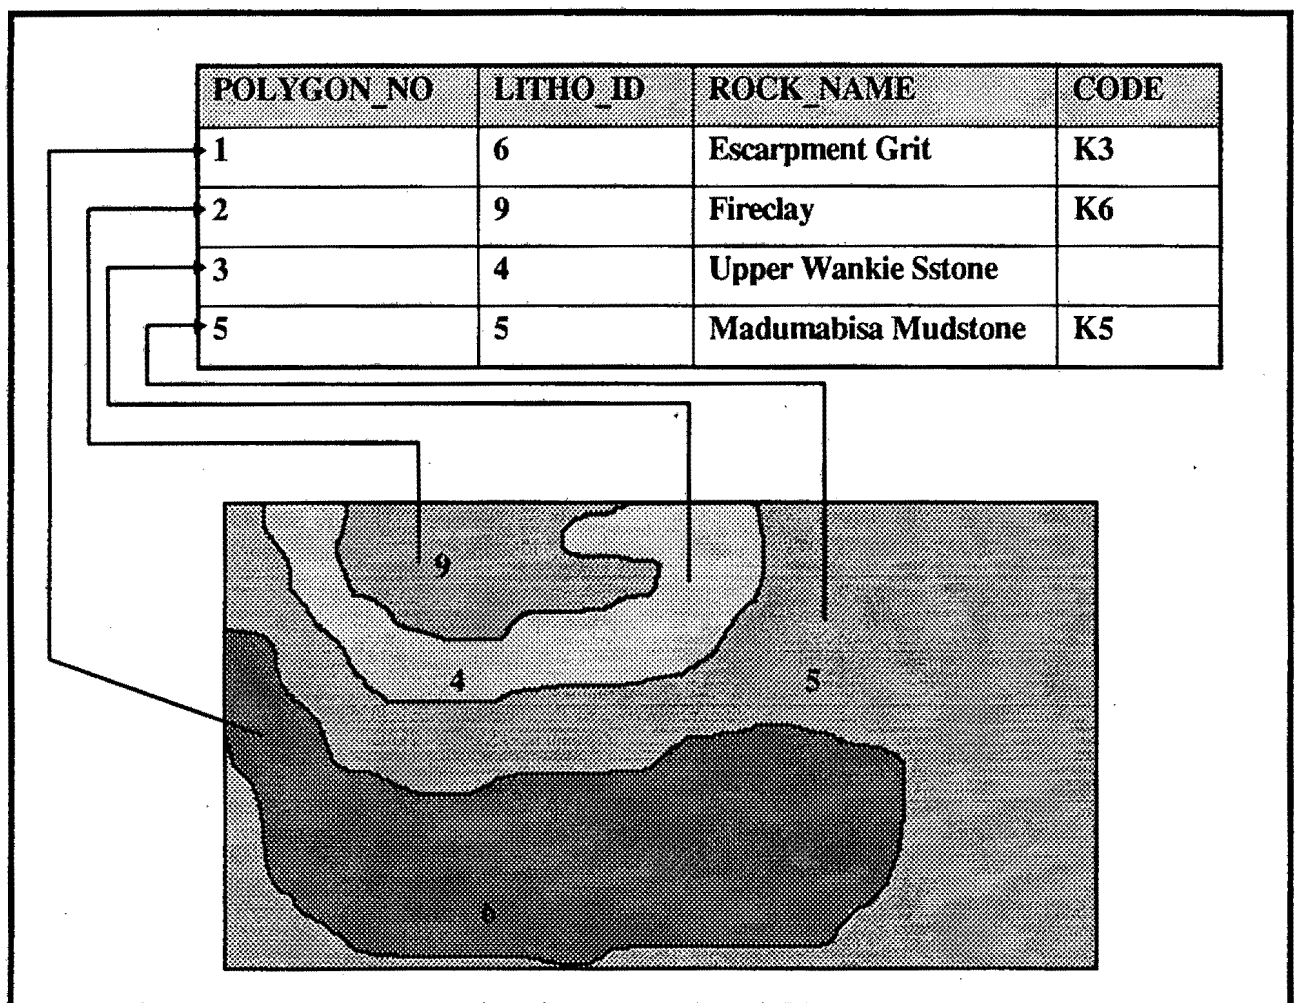 POLYGON_NO LITHO_ID ROCK_NAME CODE
1 6 Escarpment Grit K3
2 9 Fireclay K6
3 4 Upper Wankie Sstone
5 5 Madumabisa Mudstone K5
9
4 5
6